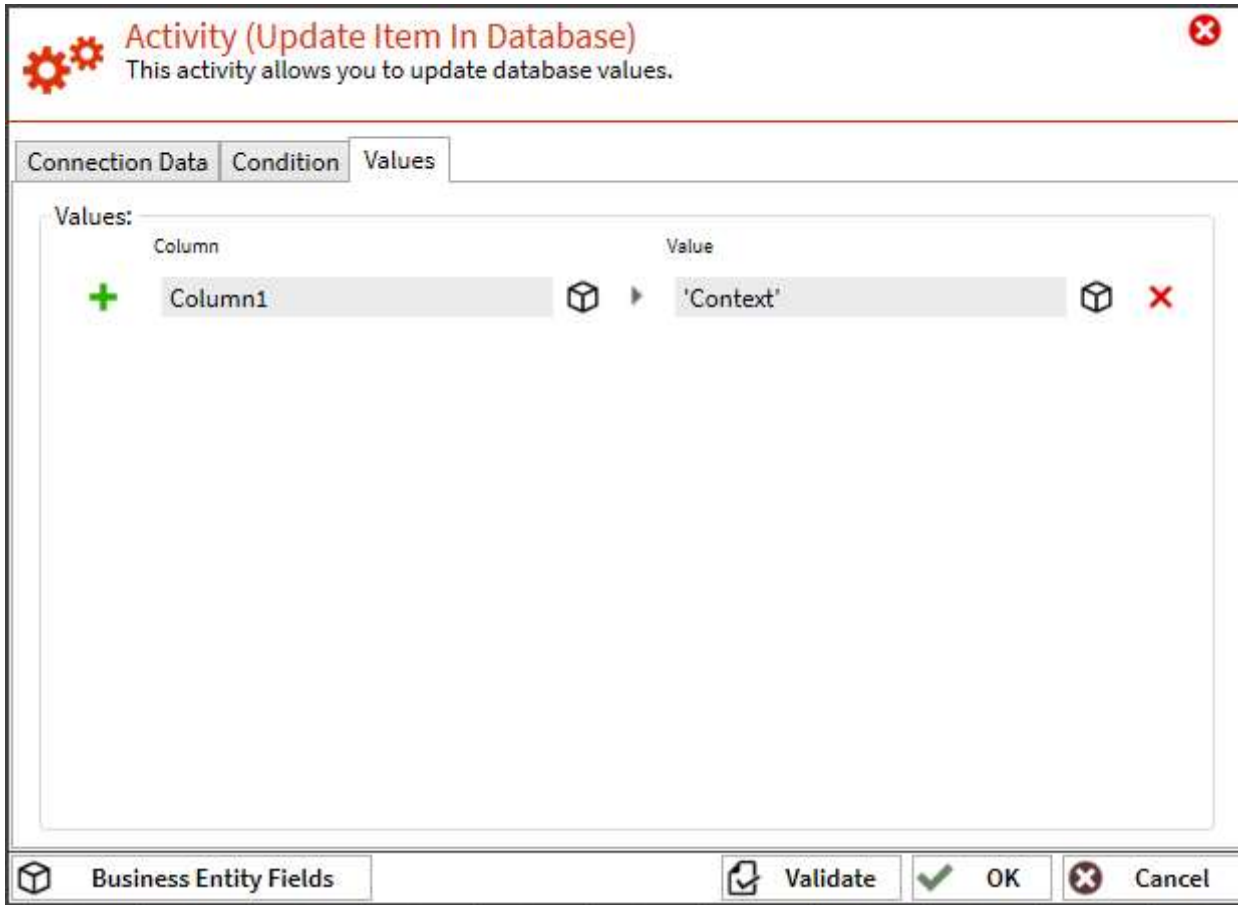 Activity (Update Item In Database)
This activity allows you to update database values.
Connection Data Condition Values
Values:
Column Value
Column1 'Context'
Business Entity Fields Validate OK Cancel